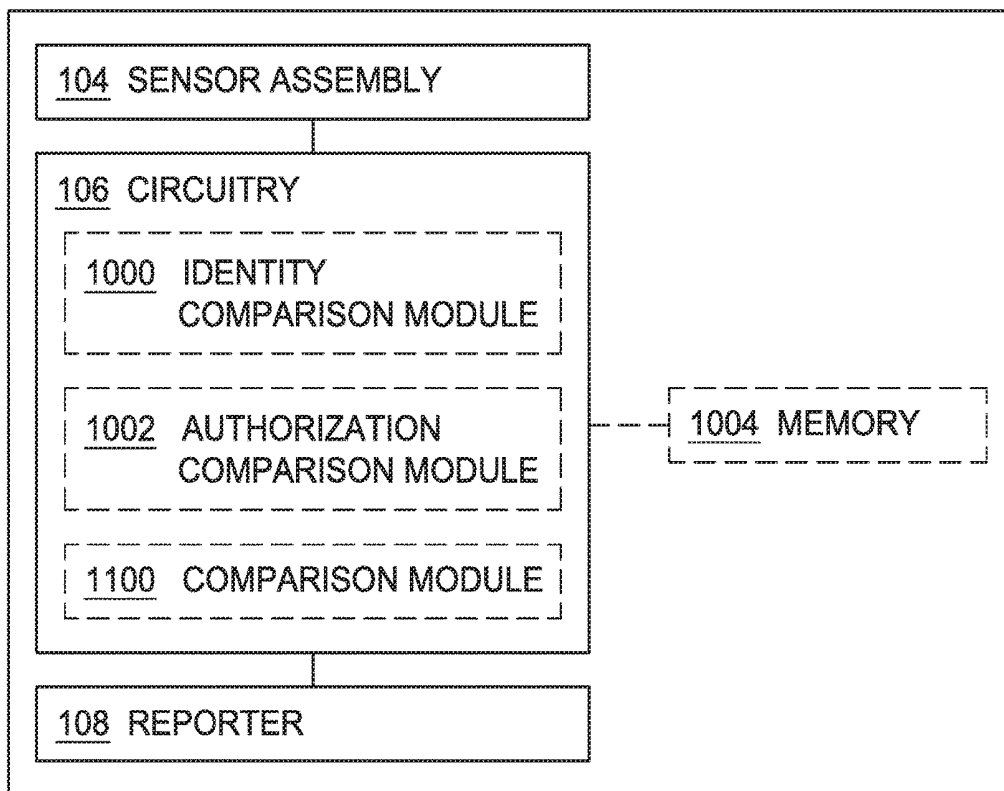 104 SENSOR ASSEMBLY
106 CIRCUITRY
1000 IDENTITY
COMPARISON MODULE
1002 AUTHORIZATION
COMPARISON MODULE
1004 MEMORY
1100 COMPARISON MODULE
108 REPORTER